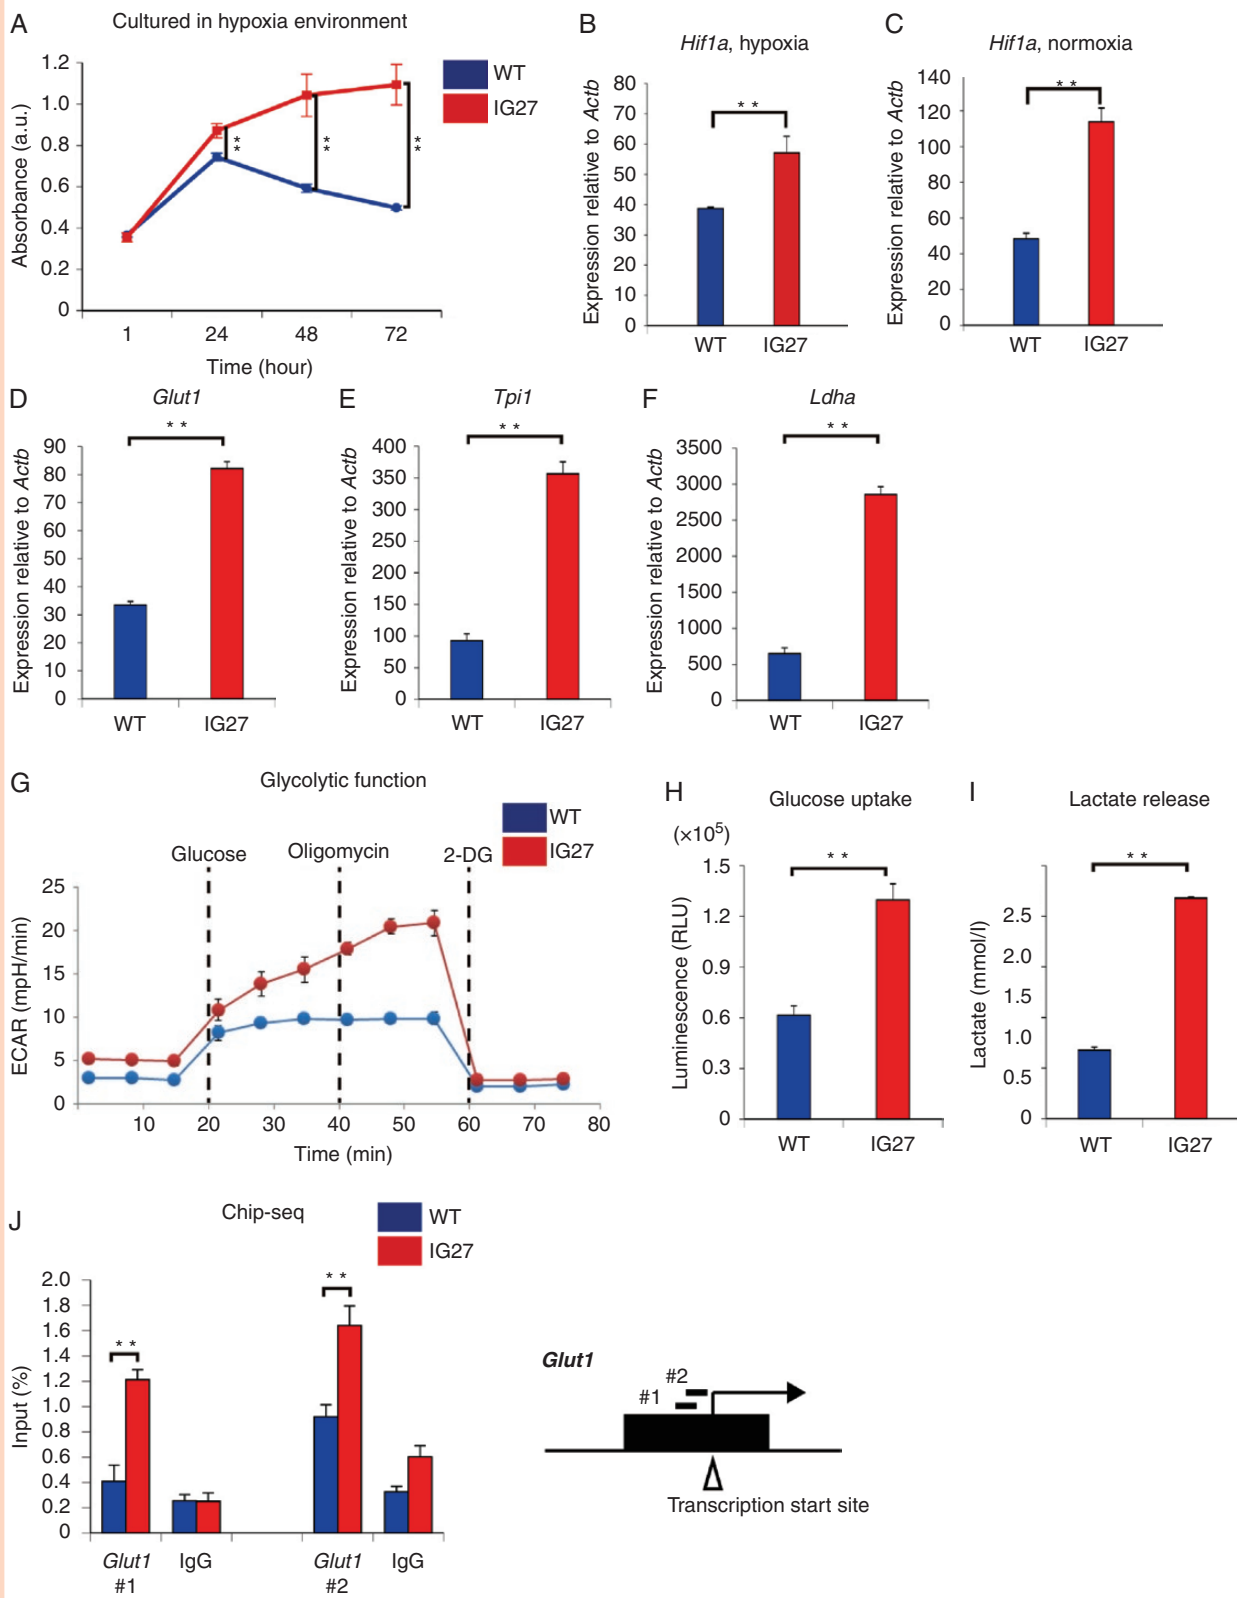 A
Cultured in hypoxia environment
WT
IG27
Absorbance (a.u.)
1.2
1.0
0.8
0.6
0.4
0.2
0
* *
* *
* *
1 24 48 72
Time (hour)
B
Hif1a, hypoxia
Expression relative to Actb
80
70
60
50
40
30
20
10
0
* *
WT IG27
C
Hif1a, normoxia
Expression relative to Actb
140
120
100
80
60
40
20
0
* *
WT IG27
D
Glut1
Expression relative to Actb
90
80
70
60
50
40
30
20
10
0
* *
WT IG27
E
Tpi1
Expression relative to Actb
400
350
300
250
200
150
100
50
0
* *
WT IG27
F
Ldha
Expression relative to Actb
3500
3000
2500
2000
1500
1000
500
0
* *
WT IG27
G
Glycolytic function
WT
IG27
Glucose Oligomycin 2-DG
ECAR (mpH/min)
25
20
15
10
5
0
10 20 30 40 50 60 70 80
Time (min)
H
Glucose uptake
(×10⁵)
Luminescence (RLU)
1.5
1.2
0.9
0.6
0.3
0
* *
WT IG27
I
Lactate release
Lactate (mmol/l)
2.5
2.0
1.5
1.0
0.5
0
* *
WT IG27
J
Chip-seq
WT
IG27
Input (%)
2.0
1.8
1.6
1.4
1.2
1.0
0.8
0.6
0.4
0.2
0
* *
* *
Glut1 IgG Glut1 IgG
#1 #2
Glut1
#2
#1
Transcription start site